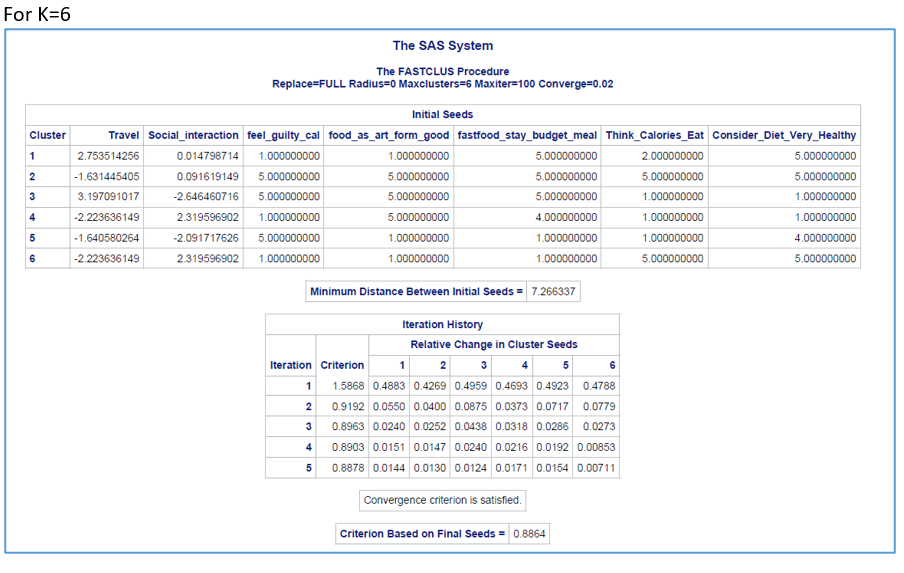 For K=6
The SAS System
The FASTCLUS Procedure
Replace=FULL Radius=0 Maxclusters=6 Maxiter=100 Converge=0.02
Initial Seeds
Cluster Travel Social_interaction feel_guilty_cal food_as_art_form_good fastfood_stay_budget_meal Think_Calories_Eat Consider_Diet_Very_Healthy
1 2.753514256 0.014798714 1.000000000 1.000000000 5.000000000 2.000000000 5.000000000
2 -1.631445405 0.091619149 5.000000000 5.000000000 5.000000000 5.000000000 5.000000000
3 3.197091017 -2.646460716 5.000000000 5.000000000 5.000000000 1.000000000 1.000000000
4 -2.223636149 2.319596902 1.000000000 5.000000000 4.000000000 1.000000000 1.000000000
5 -1.640580264 -2.091717626 5.000000000 1.000000000 1.000000000 1.000000000 4.000000000
6 -2.223636149 2.319596902 1.000000000 1.000000000 1.000000000 5.000000000 5.000000000
Minimum Distance Between Initial Seeds = 7.266337
Iteration History
Relative Change in Cluster Seeds
Iteration Criterion 1 2 3 4 5 6
1 1.5868 0.4883 0.4269 0.4959 0.4693 0.4923 0.4788
2 0.9192 0.0550 0.0400 0.0875 0.0373 0.0717 0.0779
3 0.8963 0.0240 0.0252 0.0438 0.0318 0.0286 0.0273
4 0.8903 0.0151 0.0147 0.0240 0.0216 0.0192 0.00853
5 0.8878 0.0144 0.0130 0.0124 0.0171 0.0154 0.00711
Convergence criterion is satisfied.
Criterion Based on Final Seeds = 0.8864